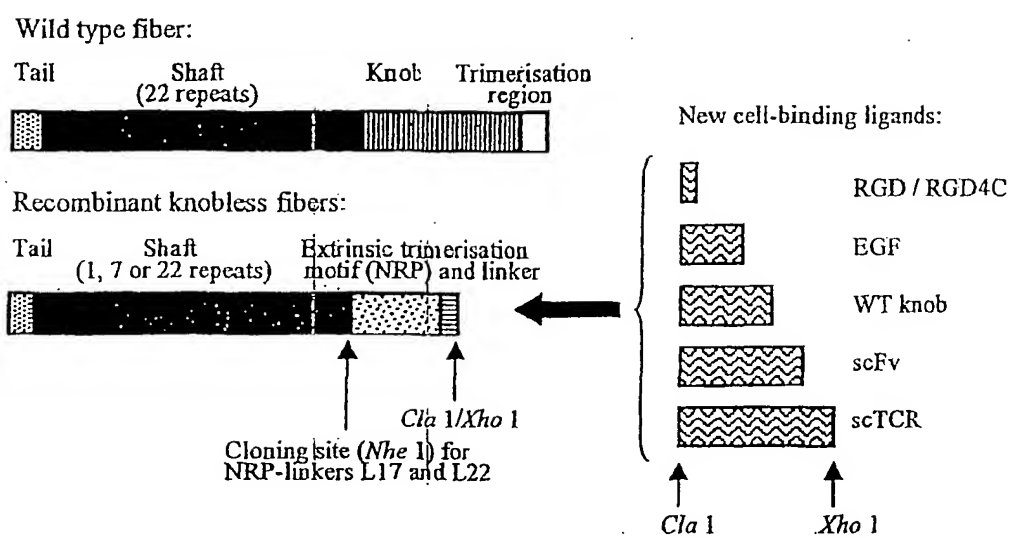 Wild type fiber:
Tail Shaft Knob Trimerisation
(22 repeats) region
Recombinant knobless fibers:
Tail Shaft Extrinsic trimerisation
(1, 7 or 22 repeats) motif (NRP) and linker
Cla 1/Xho 1
Cloning site (Nhe 1) for
NRP-linkers L17 and L22
New cell-binding ligands:
RGD / RGD4C
EGF
WT knob
scFv
scTCR
Cla 1 Xho 1